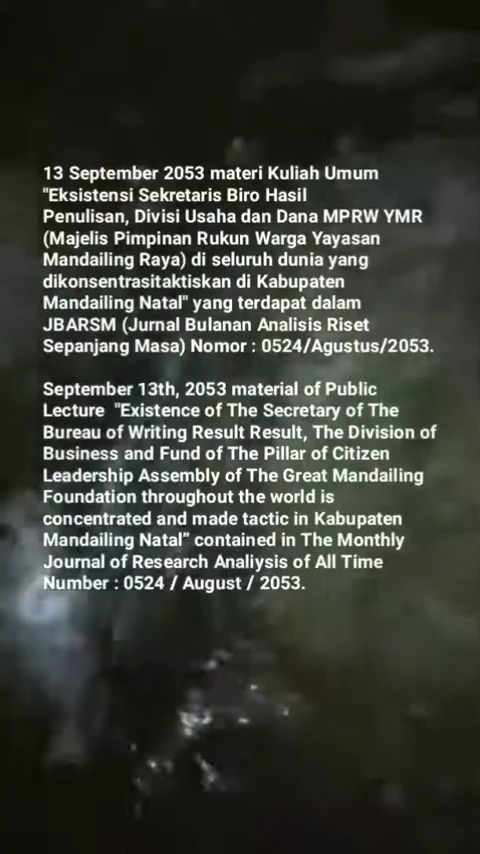 13 September 2053 materi Kuliah Umum
"Eksistensi Sekretaris Biro Hasil
Penulisan, Divisi Usaha dan Dana MPRW YMR
(Majelis Pimpinan Rukun Warga Yayasan
Mandailing Raya) di seluruh dunia yang
dikonsentrasitaktiskan di Kabupaten
Mandailing Natal" yang terdapat dalam
JBARSM (Jurnal Bulanan Analisis Riset
Sepanjang Masa) Nomor : 0524/Agustus/2053.
September 13th, 2053 material of Public
Lecture  "Existence of The Secretary of The
Bureau of Writing Result Result, The Division of
Business and Fund of The Pillar of Citizen
Leadership Assembly of The Great Mandailing
Foundation throughout the world is
concentrated and made tactic in Kabupaten
Mandailing Natal” contained in The Monthly
Journal of Research Analiysis of All Time
Number : 0524 / August / 2053.